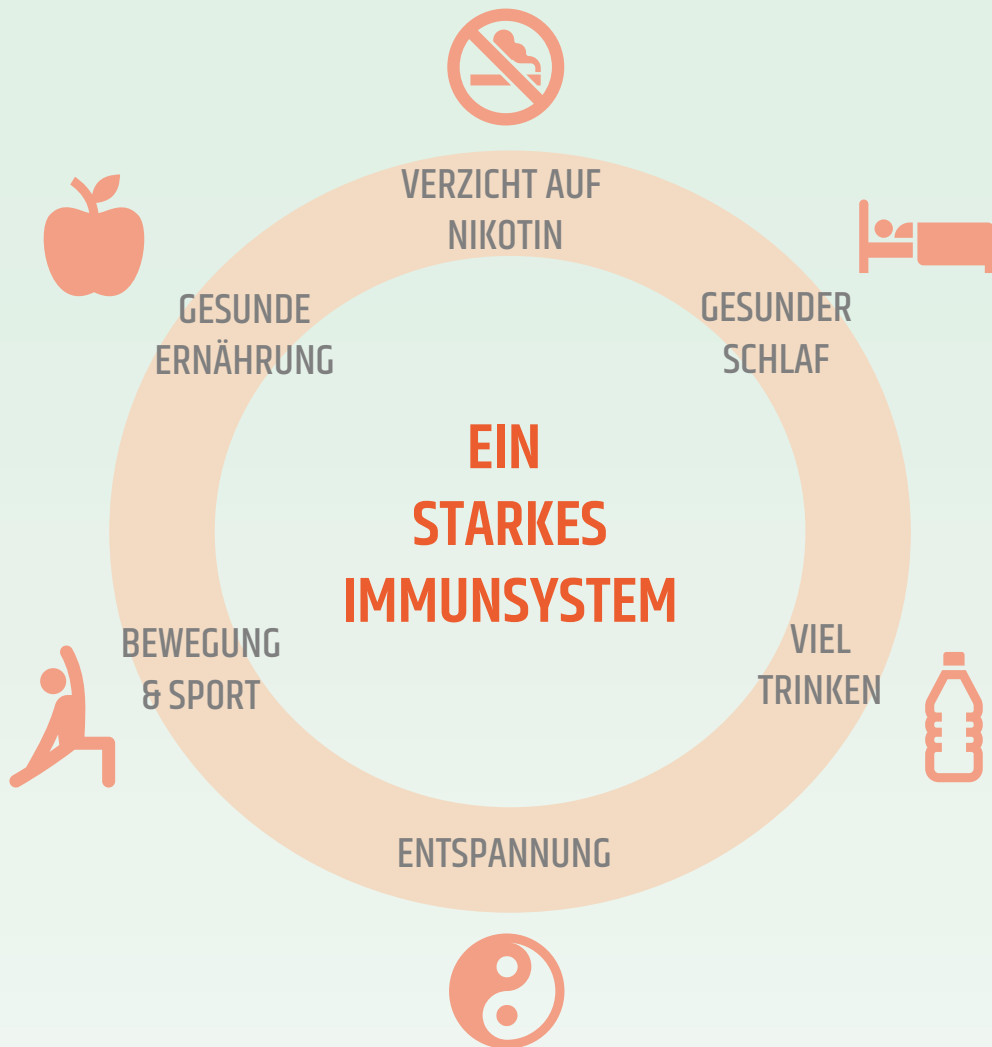 VERZICHT AUF
NIKOTIN
GESUNDE
ERNÄHRUNG
GESUNDER
SCHLAF
EIN
STARKES
IMMUNSYSTEM
BEWEGUNG
& SPORT
VIEL
TRINKEN
ENTSPANNUNG